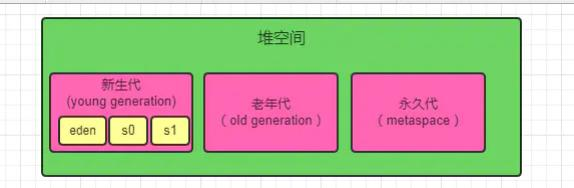 堆空间
新生代
(young generation)
eden s0 s1
老年代
（old generation）
永久代
（metaspace）